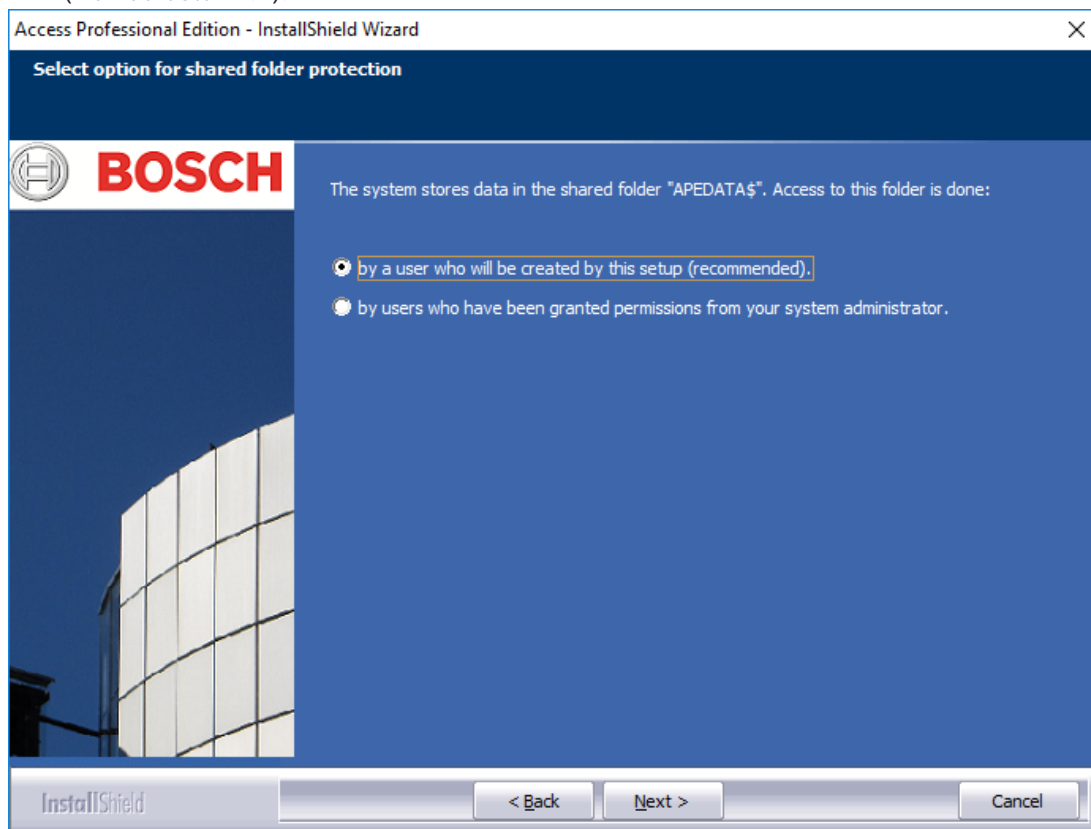 Access Professional Edition - InstallShield Wizard
Select option for shared folder protection
BOSCH
The system stores data in the shared folder "APEDATA$". Access to this folder is done:
by a user who will be created by this setup (recommended).
by users who have been granted permissions from your system administrator.
InstallShield
< Back
Next >
Cancel